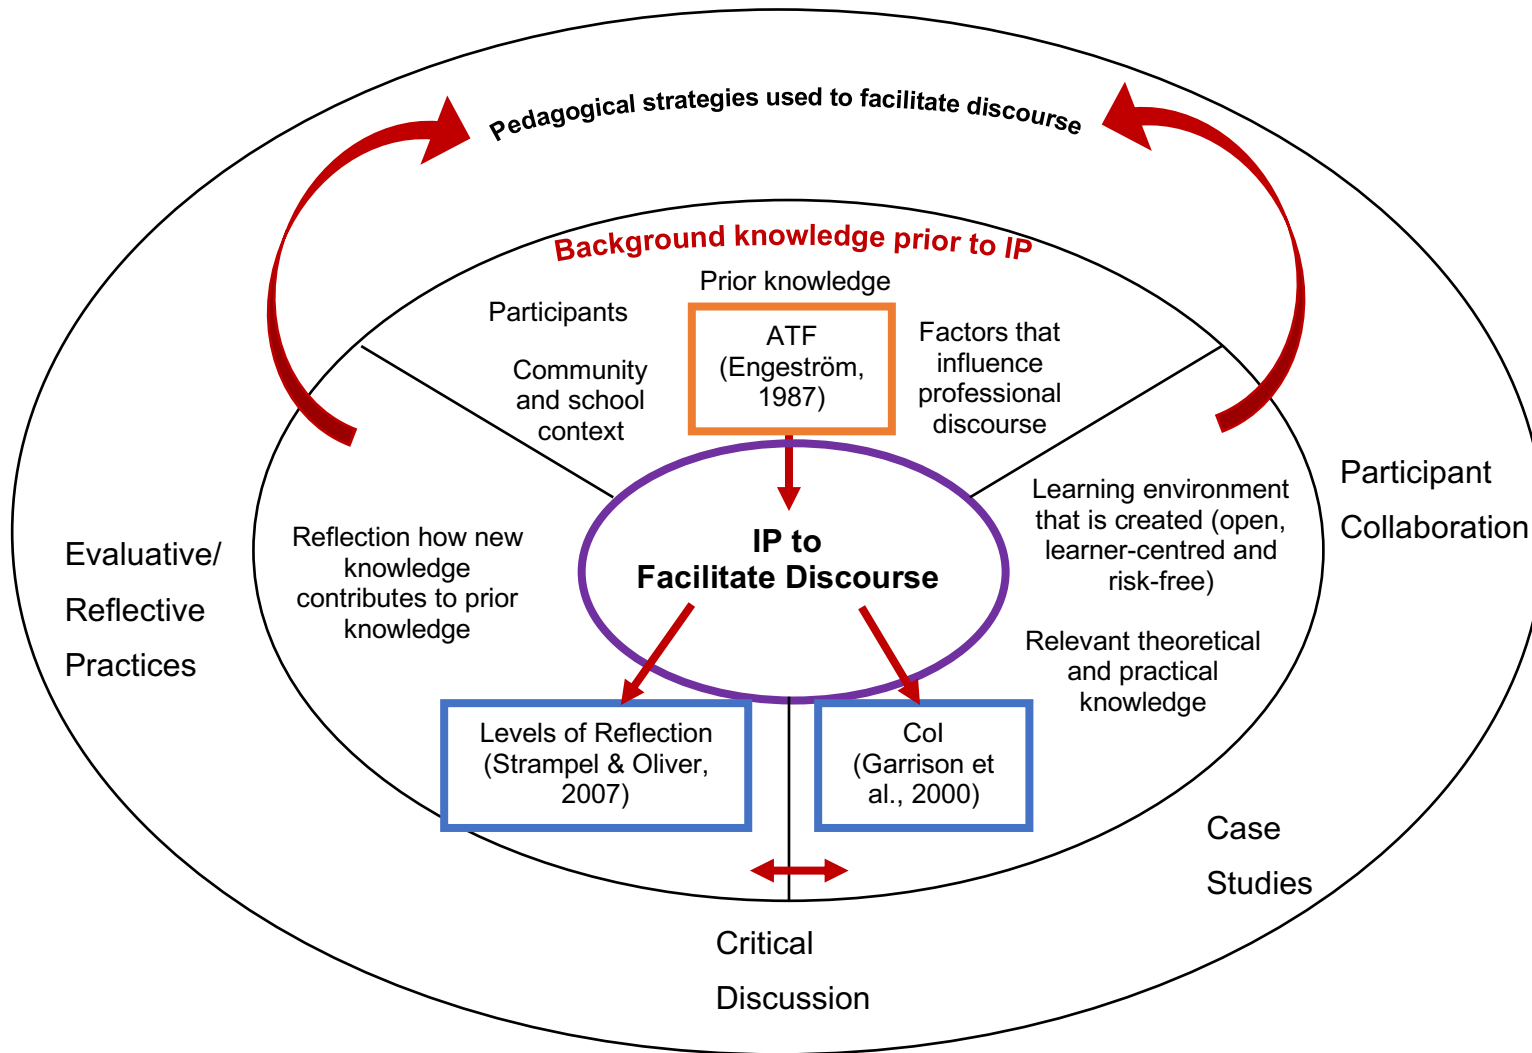 Pedagogical strategies used to facilitate discourse
Background knowledge prior to IP
Prior knowledge
Participants
Community
and school
context
ATF
(Engeström,
1987)
Factors that
influence
professional
discourse
IP to
Facilitate Discourse
Reflection how new
knowledge
contributes to prior
knowledge
Learning environment
that is created (open,
learner-centred and
risk-free)
Relevant theoretical
and practical
knowledge
Levels of Reflection
(Strampel & Oliver,
2007)
CoI
(Garrison et
al., 2000)
Evaluative/
Reflective
Practices
Participant
Collaboration
Case
Studies
Critical
Discussion